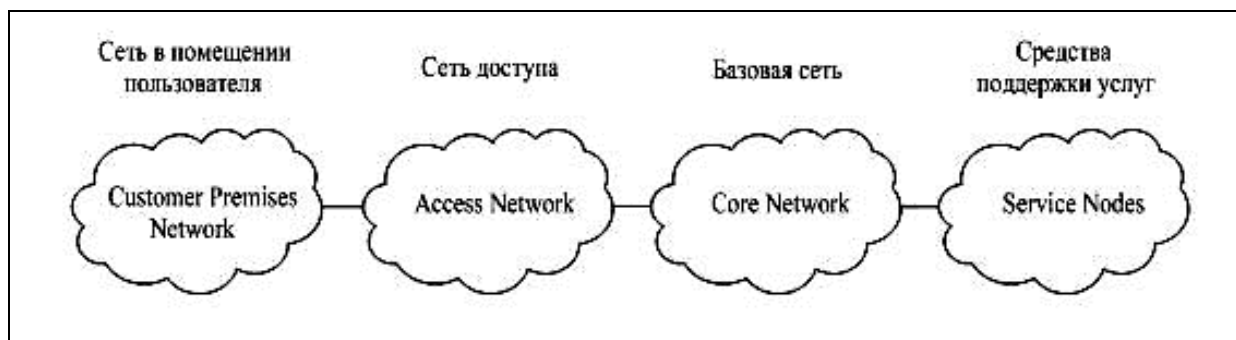 Сеть в помещении
пользователя
Сеть доступа
Базовая сеть
Средства
поддержки услуг
Customer Premises
Network
Access Network
Core Network
Service Nodes